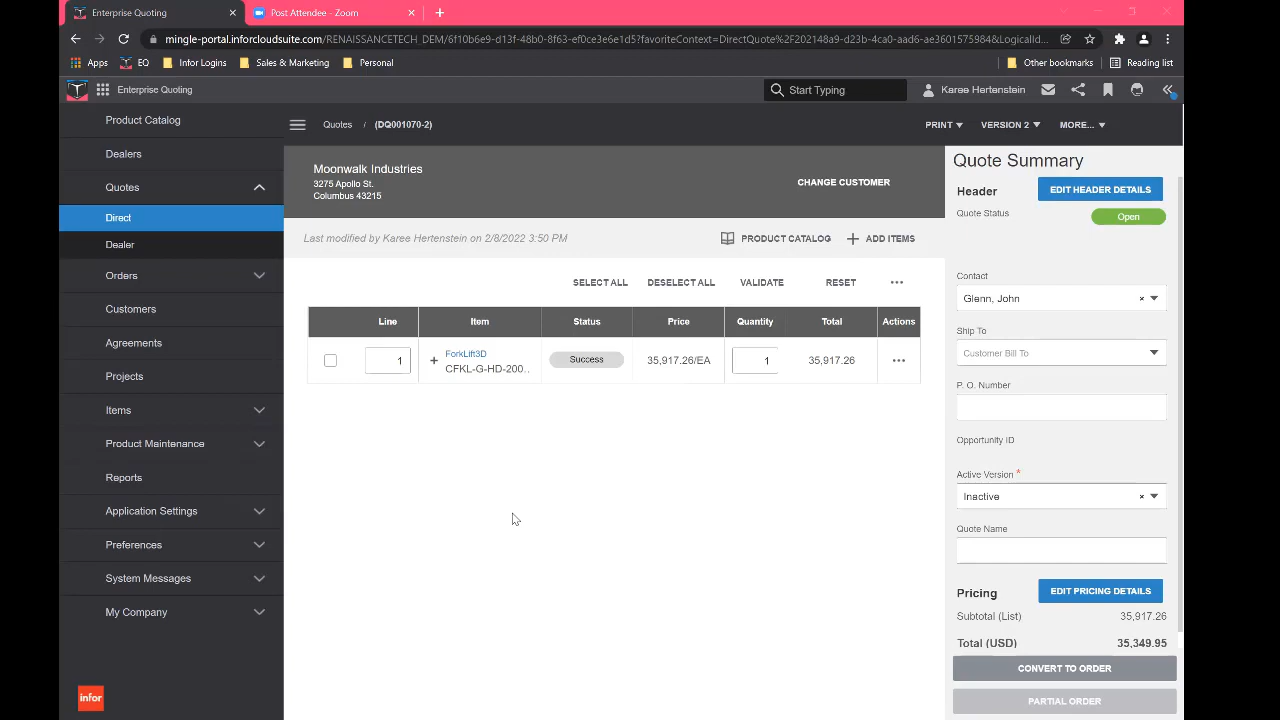 Enterprise Quoting
Post Attendee - Zoom
mingle-portal.inforcloudsuite.com/RENAISSANCETECH_DEM/6f10b6e9-d13f-48b0-8f63-ef0ce3e6e1d5?favoriteContext=DirectQuote%2F202148a9-d23b-4ca0-aad6-ae3601575984&LogicalId...
Apps
EQ
Infor Logins
Sales & Marketing
Personal
Other bookmarks
Reading list
Enterprise Quoting
Start Typing
Karee Hertenstein
Product Catalog
Dealers
Quotes
Direct
Dealer
Orders
Customers
Agreements
Projects
Items
Product Maintenance
Reports
Application Settings
Preferences
System Messages
My Company
infor
Quotes / (DQ001070-2)
PRINT
VERSION 2
MORE...
Moonwalk Industries
3275 Apollo St.
Columbus 43215
CHANGE CUSTOMER
Last modified by Karee Hertenstein on 2/8/2022 3:50 PM
PRODUCT CATALOG
ADD ITEMS
SELECT ALL
DESELECT ALL
VALIDATE
RESET
Line Item Status Price Quantity Total Actions
1
ForkLift3D
CFKL-G-HD-200..
Success
35,917.26/EA
1
35,917.26
Quote Summary
Header
EDIT HEADER DETAILS
Quote Status
Open
Contact
Glenn, John
Ship To
Customer Bill To
P. O. Number
Opportunity ID
Active Version *
Inactive
Quote Name
Pricing
EDIT PRICING DETAILS
Subtotal (List) 35,917.26
Total (USD) 35,349.95
CONVERT TO ORDER
PARTIAL ORDER